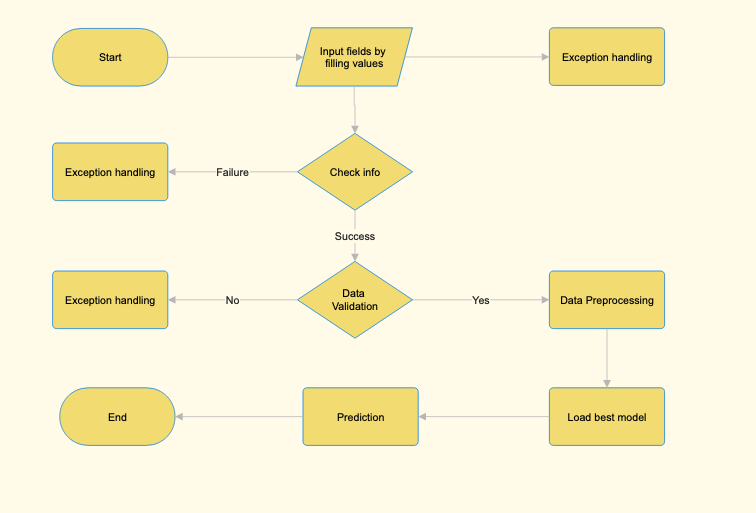 Start
Input fields by
filling values
Exception handling
Exception handling
Failure
Check info
Success
Exception handling
No
Data
Validation
Yes
Data Preprocessing
End
Prediction
Load best model